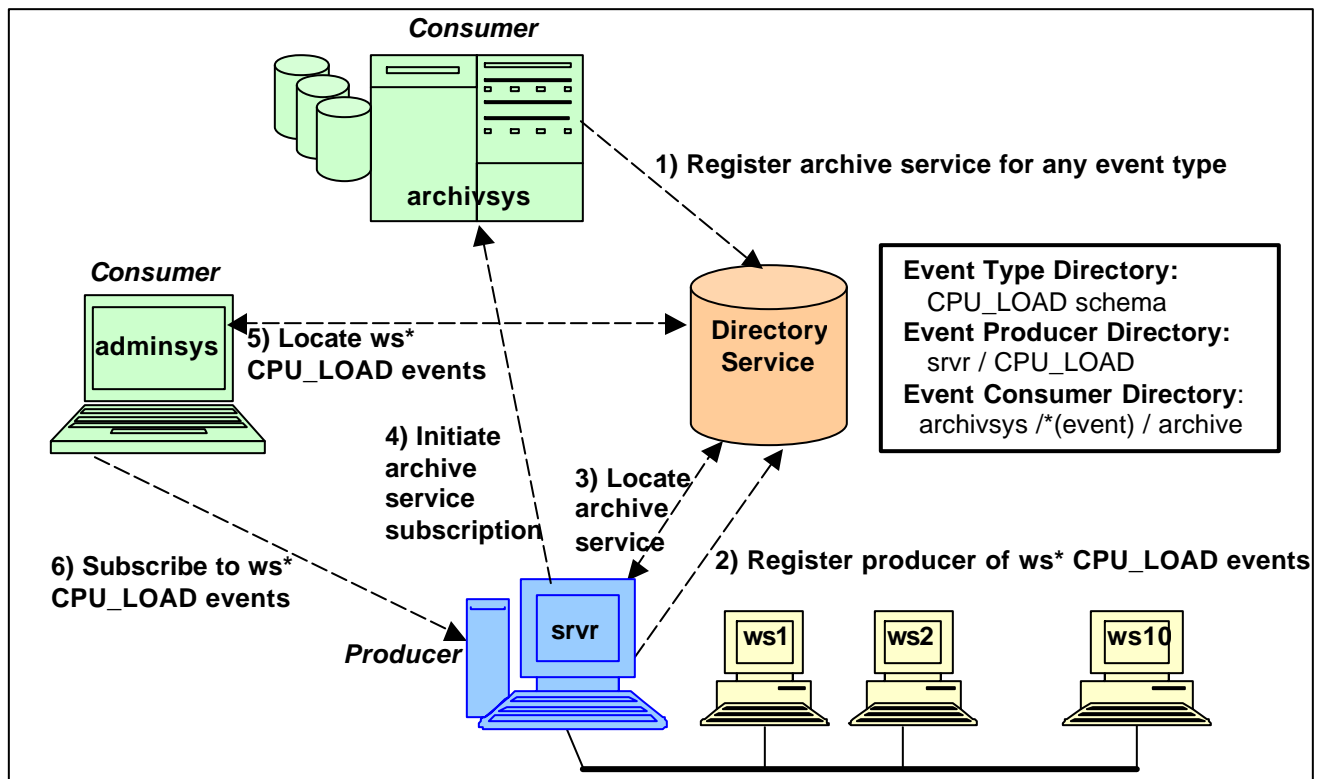 Consumer
archivsys
1) Register archive service for any event type
Consumer
adminsys
5) Locate ws*
CPU_LOAD events
Directory
Service
Event Type Directory:
CPU_LOAD schema
Event Producer Directory:
srvr / CPU_LOAD
Event Consumer Directory:
archivsys /*(event) / archive
4) Initiate
archive
service
subscription
3) Locate
archive
service
2) Register producer of ws* CPU_LOAD events
6) Subscribe to ws*
CPU_LOAD events
Producer
srvr
ws1
ws2
ws10